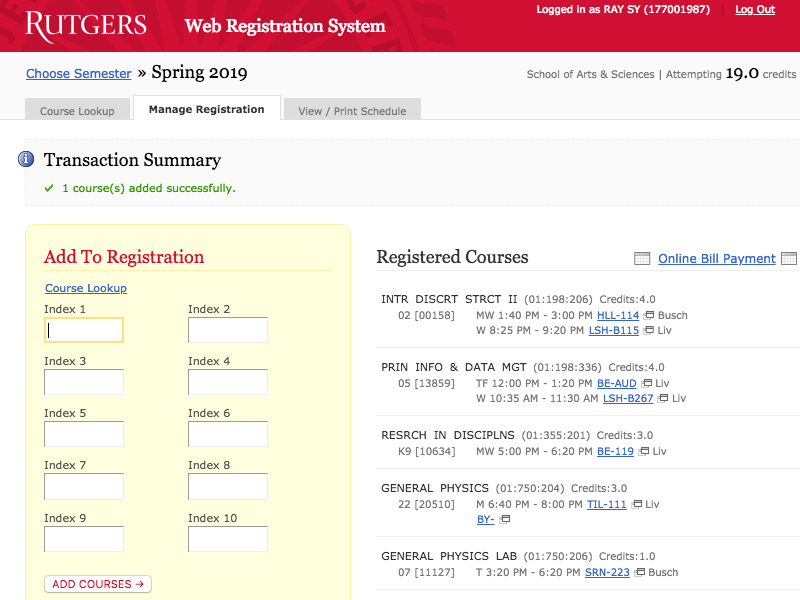 RUTGERS
Web Registration System
Logged in as RAY SY (177001987) Log Out
Choose Semester » Spring 2019
School of Arts & Sciences | Attempting 19.0 credits
Course Lookup
Manage Registration
View / Print Schedule
Transaction Summary
1 course(s) added successfully.
Add To Registration
Course Lookup
Index 1 Index 2
Index 3 Index 4
Index 5 Index 6
Index 7 Index 8
Index 9 Index 10
ADD COURSES →
Registered Courses
Online Bill Payment
INTR DISCRT STRCT II (01:198:206) Credits:4.0
02 [00158] MW 1:40 PM - 3:00 PM HLL-114 Busch
W 8:25 PM - 9:20 PM LSH-B115 Liv
PRIN INFO & DATA MGT (01:198:336) Credits:4.0
05 [13859] TF 12:00 PM - 1:20 PM BE-AUD Liv
W 10:35 AM - 11:30 AM LSH-B267 Liv
RESRCH IN DISCIPLNS (01:355:201) Credits:3.0
K9 [10634] MW 5:00 PM - 6:20 PM BE-119 Liv
GENERAL PHYSICS (01:750:204) Credits:3.0
22 [20510] M 6:40 PM - 8:00 PM TIL-111 Liv
BY-
GENERAL PHYSICS LAB (01:750:206) Credits:1.0
07 [11127] T 3:20 PM - 6:20 PM SRN-223 Busch